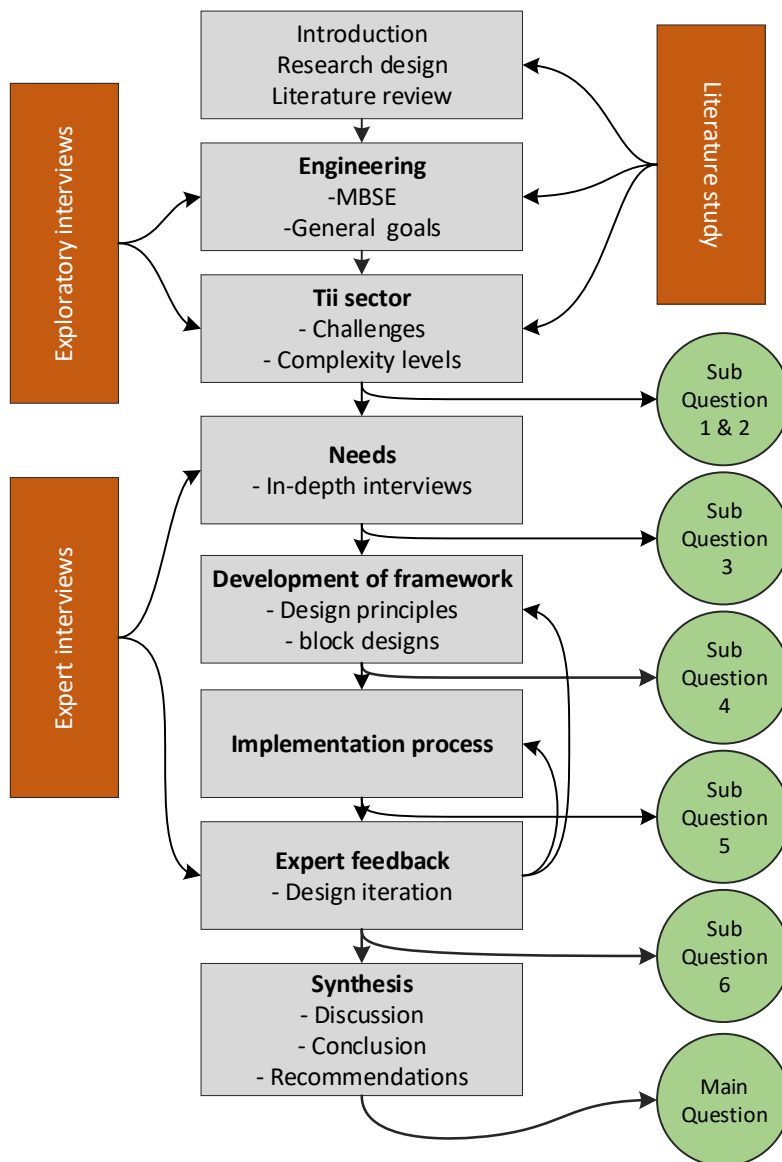 Introduction
Research design
Literature review
Exploratory interviews
Literature study
Engineering
-MBSE
-General goals
Tii sector
- Challenges
- Complexity levels
Sub
Question
1 & 2
Needs
- In-depth interviews
Expert interviews
Sub
Question
3
Development of framework
- Design principles
- block designs
Sub
Question
4
Implementation process
Sub
Question
5
Expert feedback
- Design iteration
Sub
Question
6
Synthesis
- Discussion
- Conclusion
- Recommendations
Main
Question